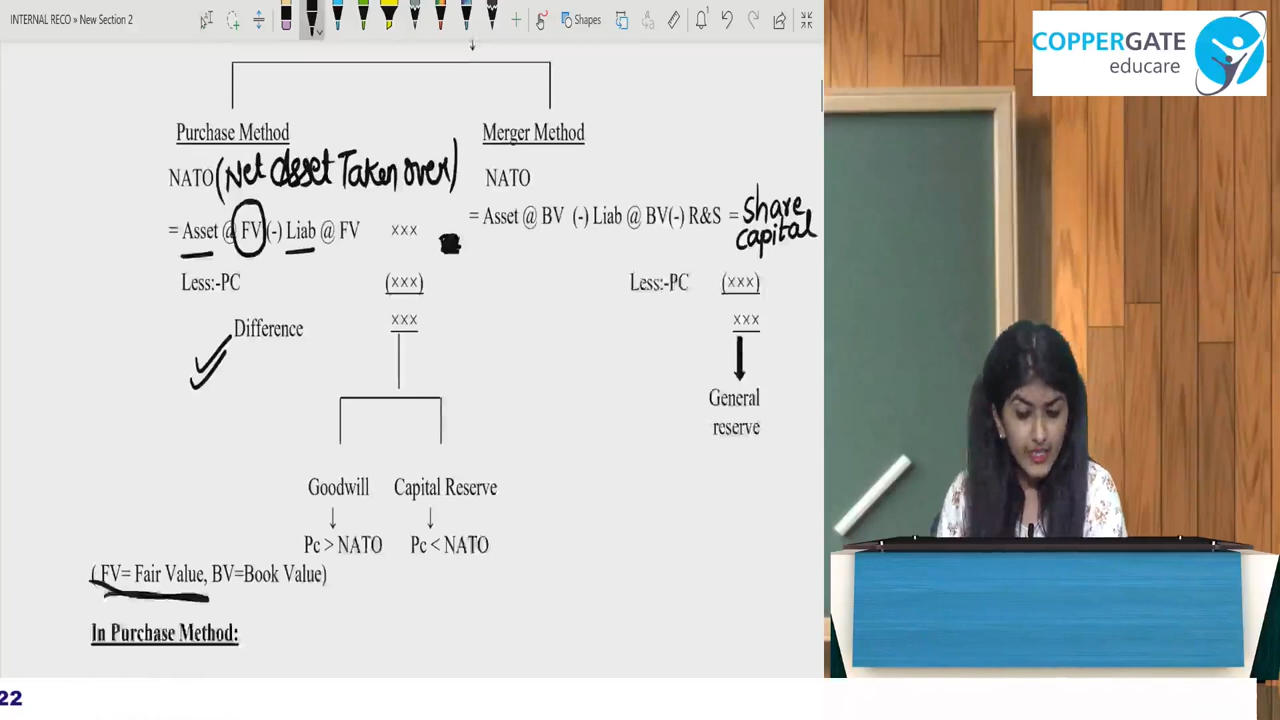 INTERNAL RECO » New Section 2
Shapes
COPPERGATE
educare
Purchase Method
Merger Method
NATO (Net Asset Taken over)
NATO
= Asset @ FV (-) Liab @ FV xxx
= Asset @ BV (-) Liab @ BV(-) R&S = share capital
Less:-PC (xxx)
Less:-PC (xxx)
Difference xxx
xxx
General
reserve
Goodwill
Capital Reserve
Pc > NATO
Pc < NATO
( FV= Fair Value, BV=Book Value)
In Purchase Method:
22